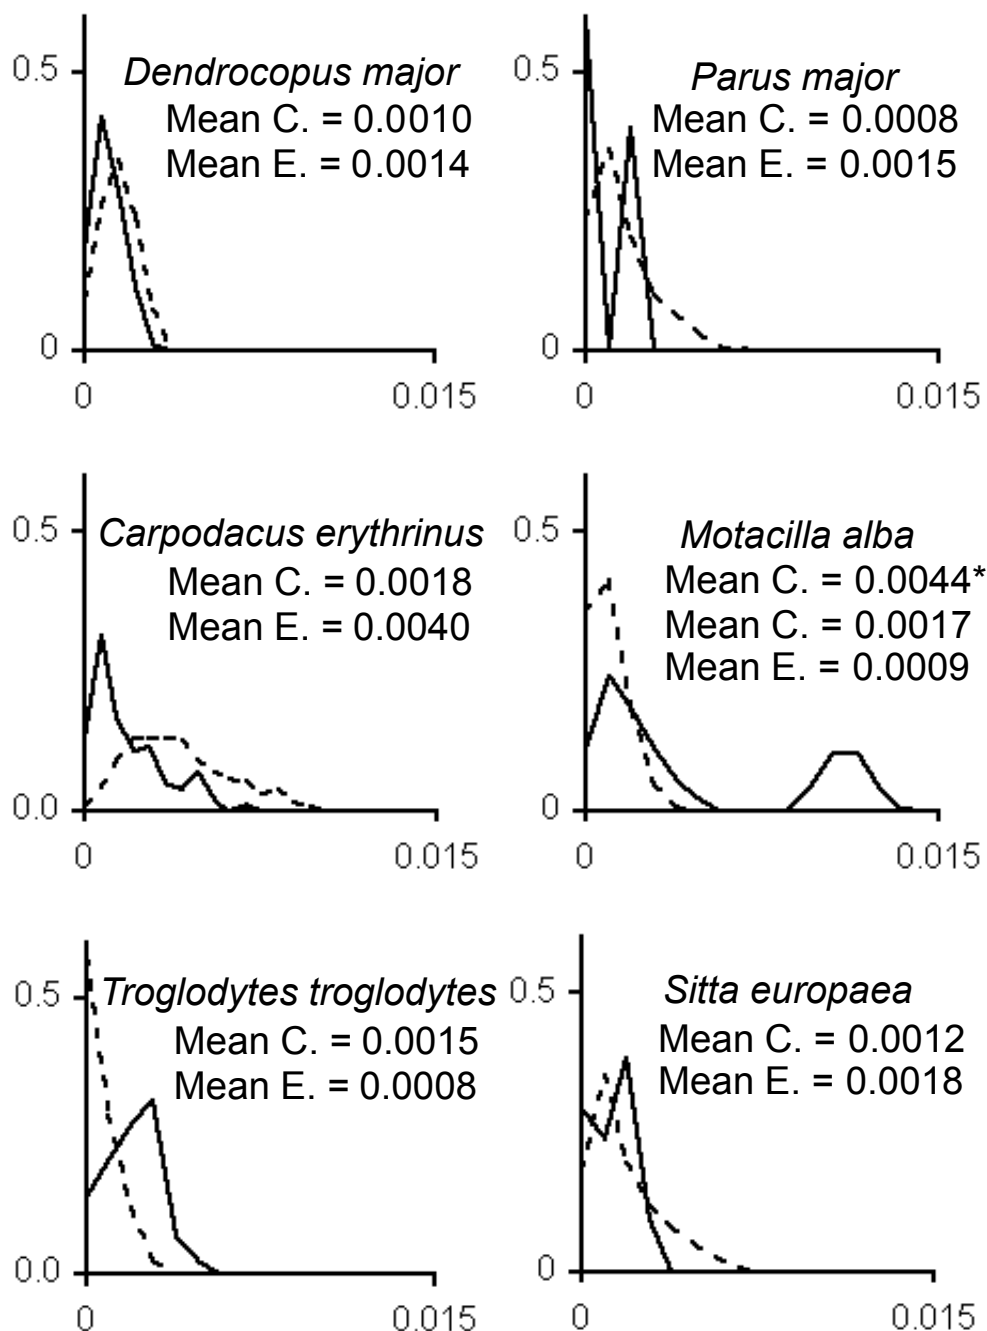 0.5
Dendrocopus major
Mean C. = 0.0010
Mean E. = 0.0014
0
0
0.015
0.5
Parus major
Mean C. = 0.0008
Mean E. = 0.0015
0
0
0.015
0.5
Carpodacus erythrinus
Mean C. = 0.0018
Mean E. = 0.0040
0.0
0
0.015
0.5
Motacilla alba
Mean C. = 0.0044*
Mean C. = 0.0017
Mean E. = 0.0009
0
0
0.015
0.5
Troglodytes troglodytes
Mean C. = 0.0015
Mean E. = 0.0008
0.0
0
0.015
0.5
Sitta europaea
Mean C. = 0.0012
Mean E. = 0.0018
0
0
0.015